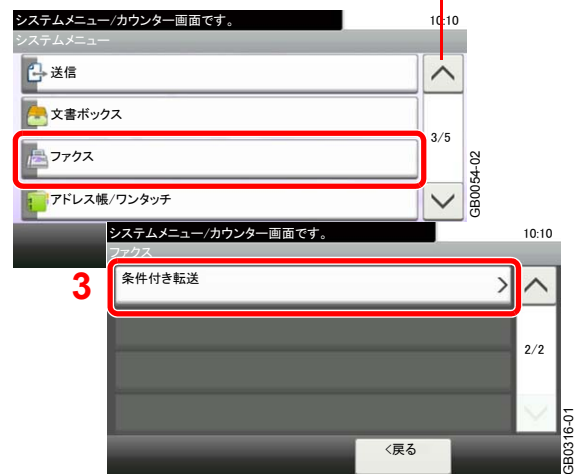 システムメニュー/カウンター画面です。
10:10
システムメニュー
送信
文書ボックス
3/5
ファクス
アドレス帳/ワンタッチ
GB0054-02
システムメニュー/カウンター画面です。
10:10
ファクス
3
条件付き転送
2/2
<戻る
GB0316-01